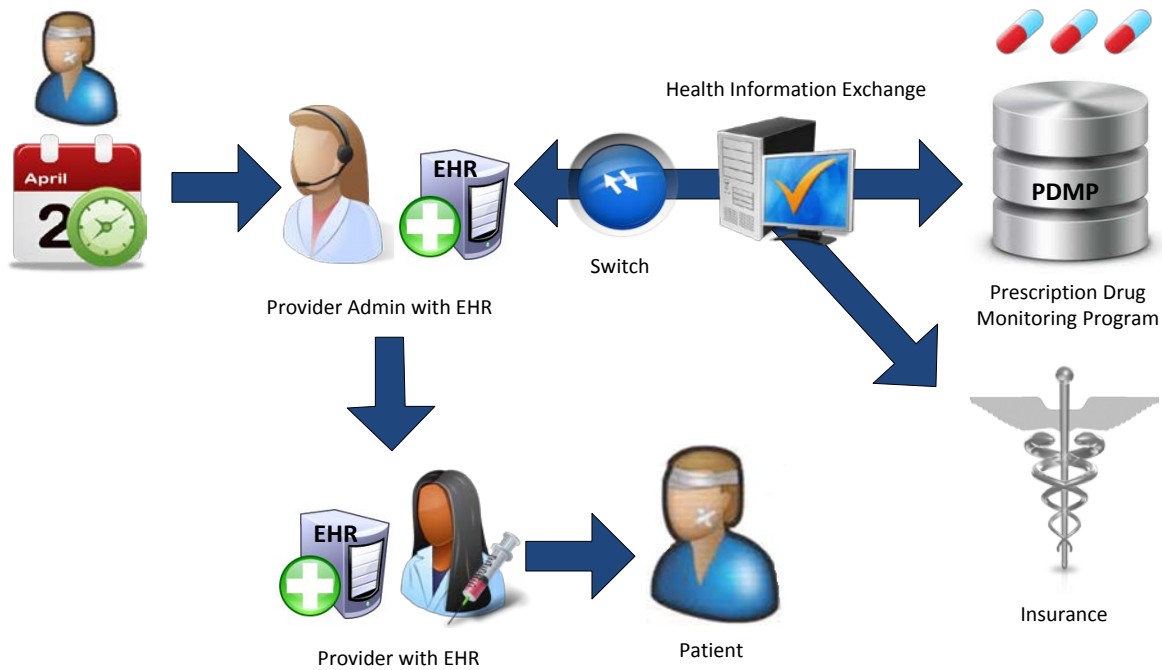 Health Information Exchange
April
2
EHR
PDMP
Switch
Provider Admin with EHR
Prescription Drug
Monitoring Program
EHR
Insurance
Provider with EHR
Patient